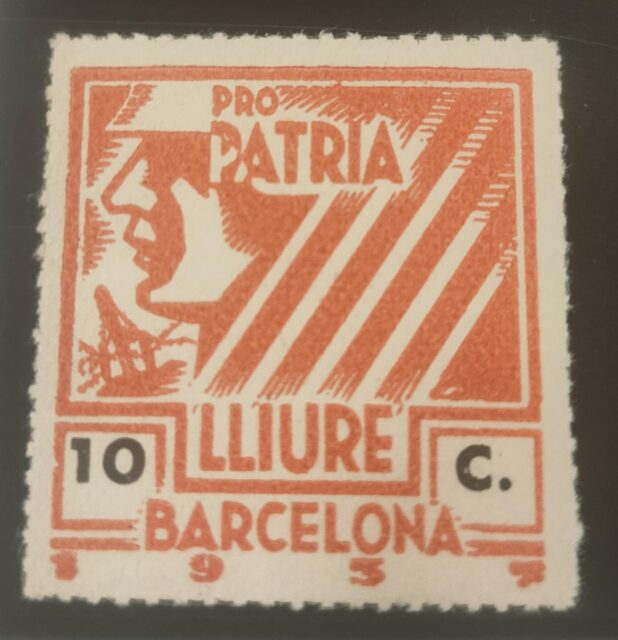 PRO
PATRIA
LLIURE
10 C.
BARCELONA
1937